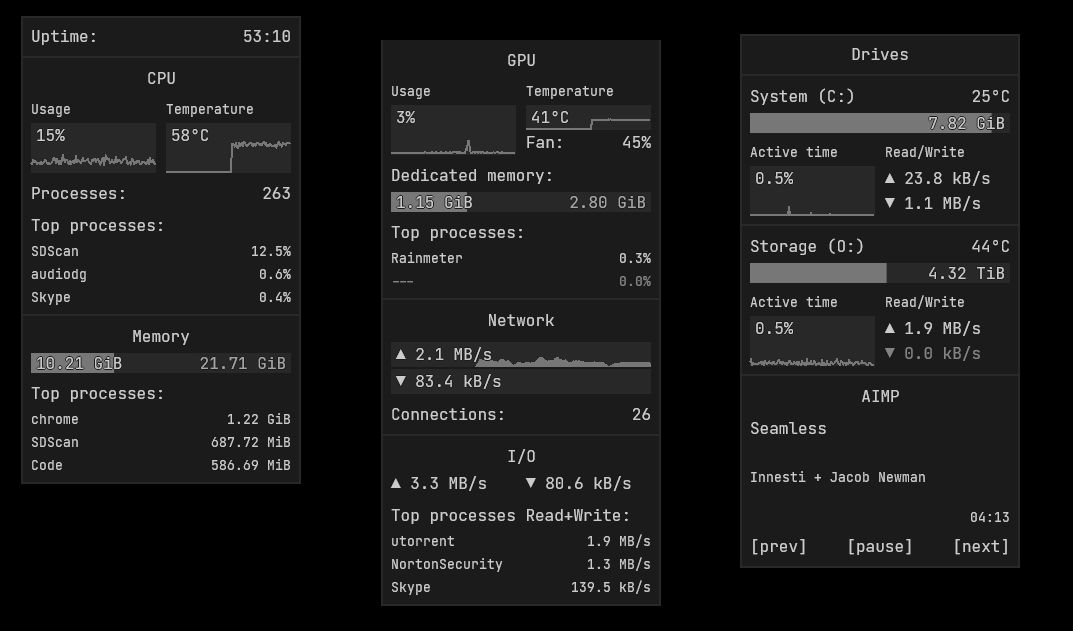 Uptime: 53:10
CPU
Usage Temperature
15% 58°C
Processes: 263
Top processes:
SDScan 12.5%
audiodg 0.6%
Skype 0.4%
Memory
10.21 GiB 21.71 GiB
Top processes:
chrome 1.22 GiB
SDScan 687.72 MiB
Code 586.69 MiB
GPU
Usage Temperature
3% 41°C
Fan: 45%
Dedicated memory:
1.15 GiB 2.80 GiB
Top processes:
Rainmeter 0.3%
--- 0.0%
Network
▲ 2.1 MB/s
▼ 83.4 kB/s
Connections: 26
I/O
▲ 3.3 MB/s ▼ 80.6 kB/s
Top processes Read+Write:
utorrent 1.9 MB/s
NortonSecurity 1.3 MB/s
Skype 139.5 kB/s
Drives
System (C:) 25°C
7.82 GiB
Active time Read/Write
0.5% ▲ 23.8 kB/s
▼ 1.1 MB/s
Storage (O:) 44°C
4.32 TiB
Active time Read/Write
0.5% ▲ 1.9 MB/s
▼ 0.0 kB/s
AIMP
Seamless
Innesti + Jacob Newman
04:13
[prev] [pause] [next]